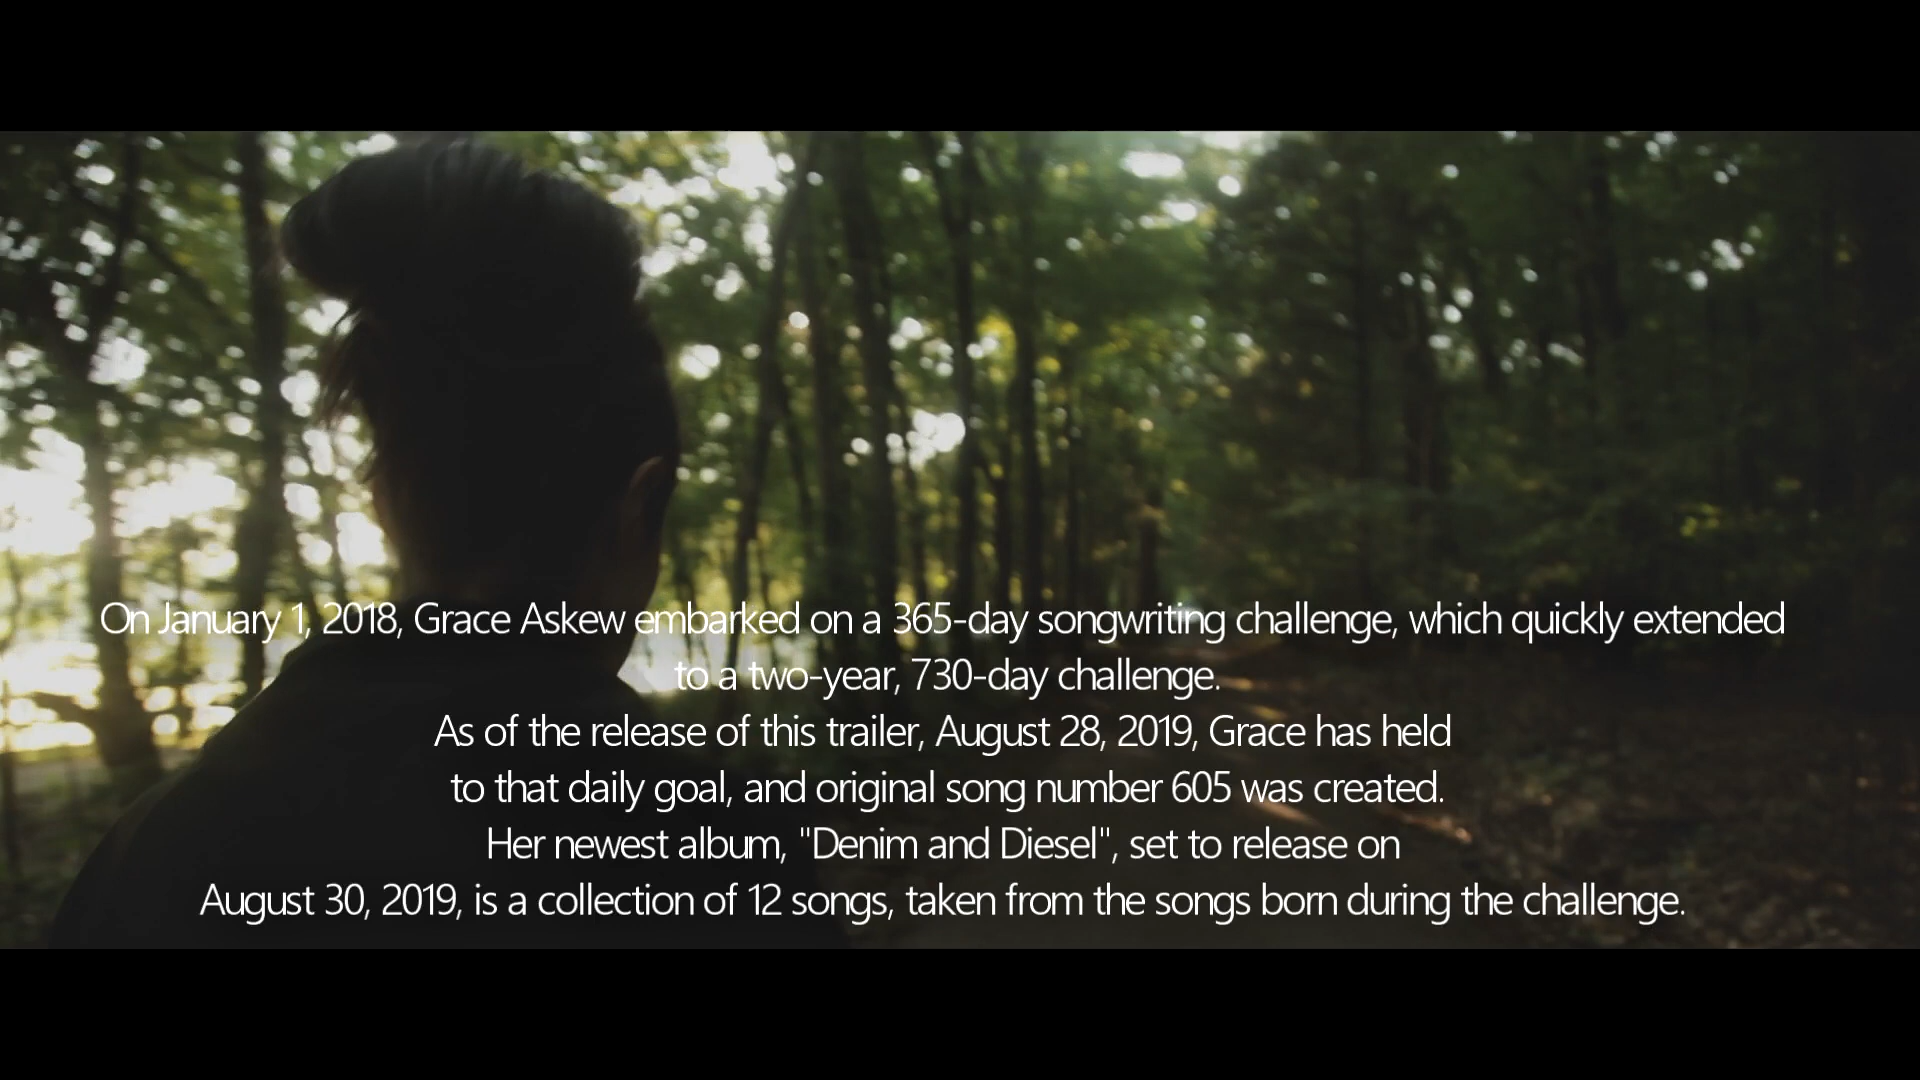 On January 1, 2018, Grace Askew embarked on a 365-day songwriting challenge, which quickly extended
to a two-year, 730-day challenge.
As of the release of this trailer, August 28, 2019, Grace has held
to that daily goal, and original song number 605 was created.
Her newest album, "Denim and Diesel", set to release on
August 30, 2019, is a collection of 12 songs, taken from the songs born during the challenge.